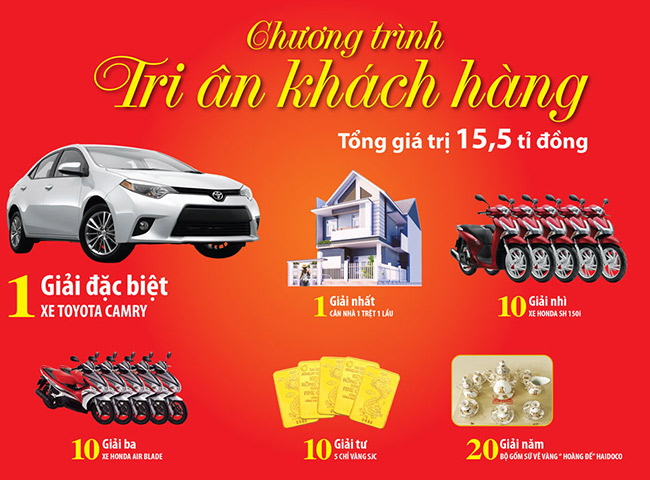 Chương trình
Tri ân khách hàng
Tổng giá trị 15,5 tỉ đồng
1 Giải đặc biệt
XE TOYOTA CAMRY
1 Giải nhất
CĂN NHÀ 1 TRỆT 1 LẦU
10 Giải nhì
XE HONDA SH 150i
10 Giải ba
XE HONDA AIR BLADE
10 Giải tư
5 CHỈ VÀNG SJC
20 Giải năm
BỘ GỐM SỨ VẼ VÀNG " HOÀNG ĐẾ" HAIDOCO